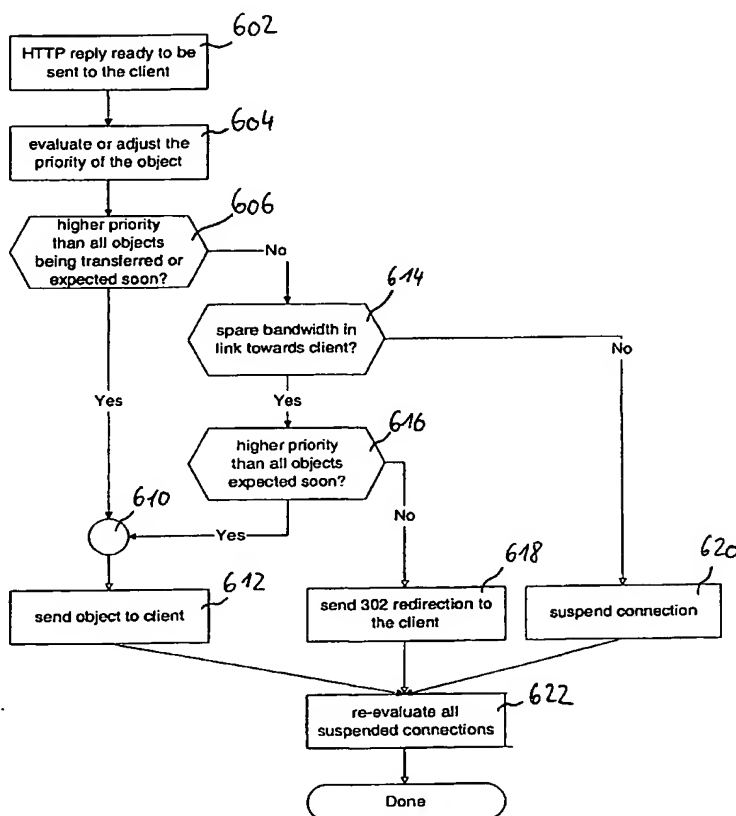 602
HTTP reply ready to be
sent to the client
604
evaluate or adjust the
priority of the object
606
higher priority
than all objects
being transferred or
expected soon?
No
614
spare bandwidth in
link towards client?
No
Yes
Yes
616
higher priority
than all objects
expected soon?
610
Yes
No
612
send object to client
618
send 302 redirection to
the client
620
suspend connection
622
re-evaluate all
suspended connections
Done